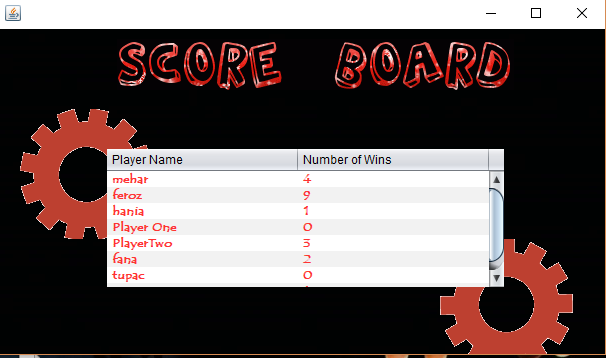 SCORE BOARD
Player Name Number of Wins
mehar 4
feroz 9
hania 1
Player One 0
PlayerTwo 3
fana 2
tupac 0